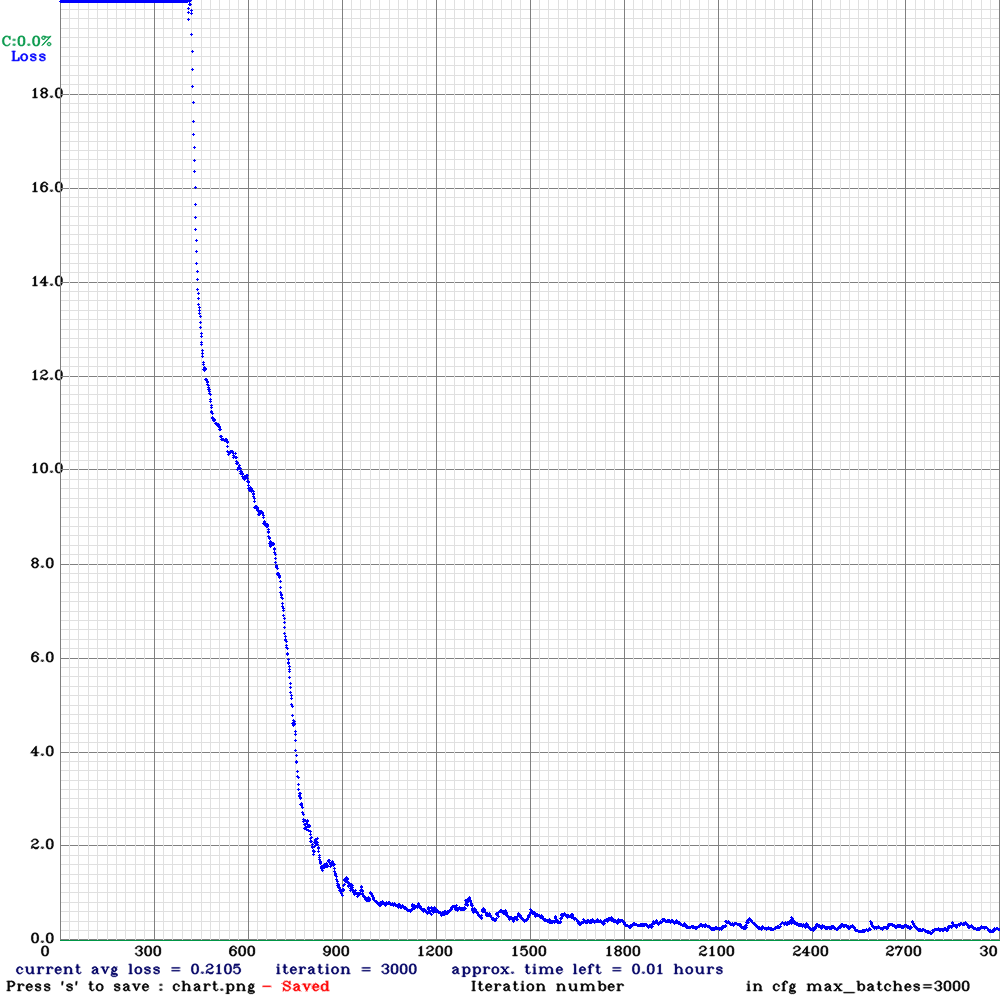 C:0.0%
Loss
18.0
16.0
14.0
12.0
10.0
8.0
6.0
4.0
2.0
0.0
0 300 600 900 1200 1500 1800 2100 2400 2700 30
current avg loss = 0.2105 iteration = 3000 approx. time left = 0.01 hours
Press 's' to save : chart.png - Saved Iteration number in cfg max_batches=3000